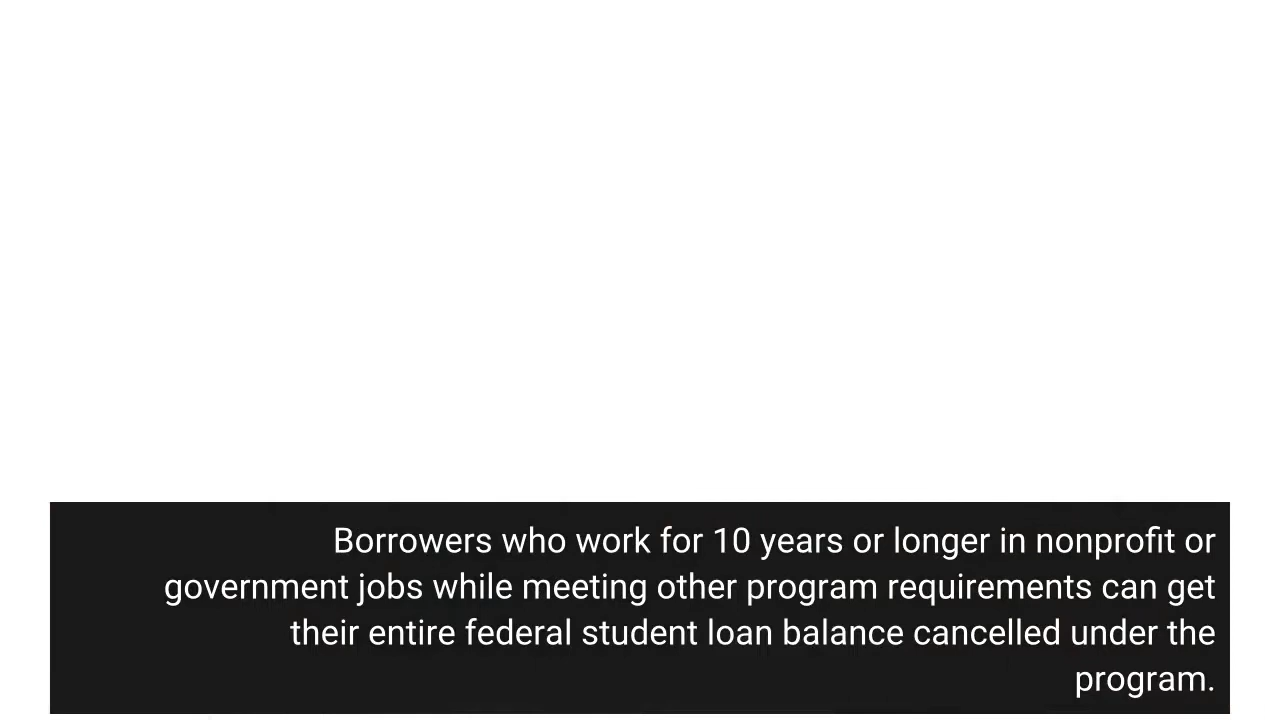 Borrowers who work for 10 years or longer in nonprofit or
government jobs while meeting other program requirements can get
their entire federal student loan balance cancelled under the
program.